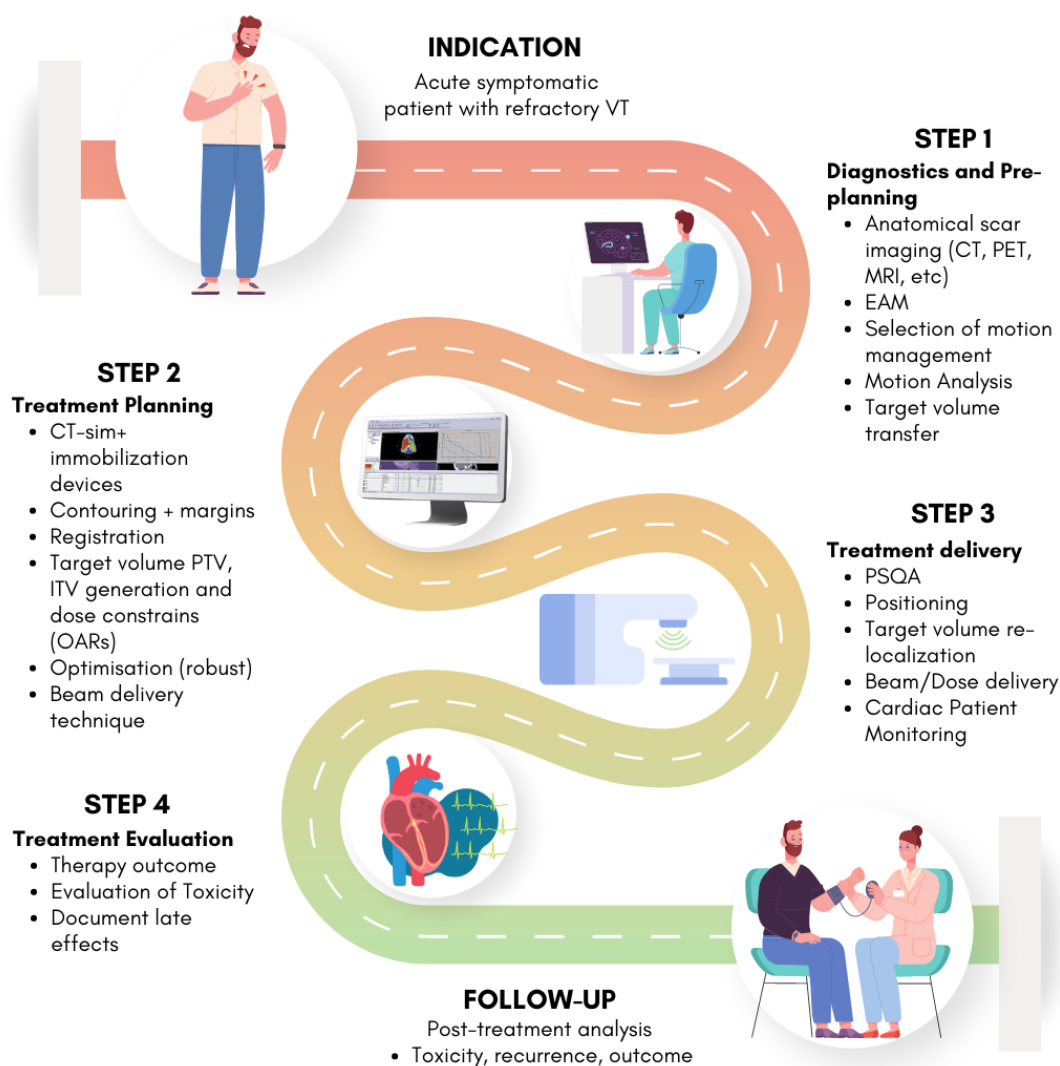 INDICATION
Acute symptomatic
patient with refractory VT
STEP 1
Diagnostics and Pre-
planning
• Anatomical scar
imaging (CT, PET,
MRI, etc)
• EAM
• Selection of motion
management
• Motion Analysis
• Target volume
transfer
STEP 2
Treatment Planning
• CT-sim+
immobilization
devices
• Contouring + margins
• Registration
• Target volume PTV,
ITV generation and
dose constrains
(OARs)
• Optimisation (robust)
• Beam delivery
technique
STEP 3
Treatment delivery
• PSQA
• Positioning
• Target volume re-
localization
• Beam/Dose delivery
• Cardiac Patient
Monitoring
STEP 4
Treatment Evaluation
• Therapy outcome
• Evaluation of Toxicity
• Document late
effects
FOLLOW-UP
Post-treatment analysis
• Toxicity, recurrence, outcome